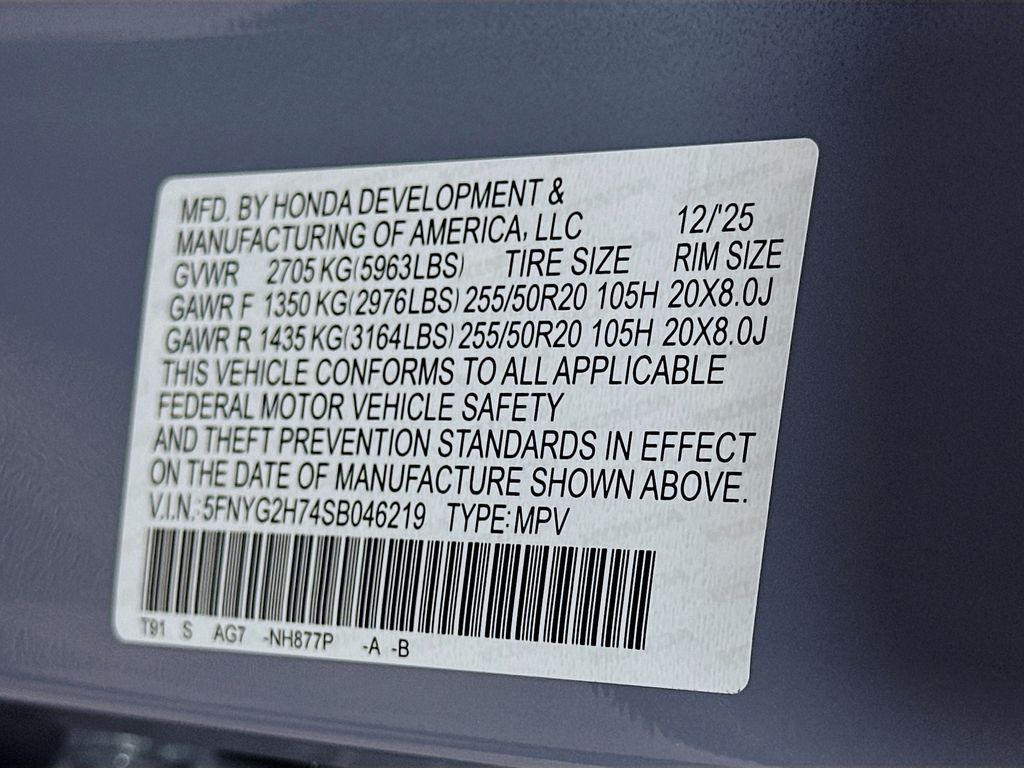 MFD. BY HONDA DEVELOPMENT &
MANUFACTURING OF AMERICA, LLC 12/'25
GVWR 2705 KG(5963LBS) TIRE SIZE RIM SIZE
GAWR F 1350 KG(2976LBS) 255/50R20 105H 20X8.0J
GAWR R 1435 KG(3164LBS) 255/50R20 105H 20X8.0J
THIS VEHICLE CONFORMS TO ALL APPLICABLE
FEDERAL MOTOR VEHICLE SAFETY
AND THEFT PREVENTION STANDARDS IN EFFECT
ON THE DATE OF MANUFACTURE SHOWN ABOVE.
V.I.N.: 5FNYG2H74SB046219 TYPE: MPV
T91 S AG7 -NH877P -A -B